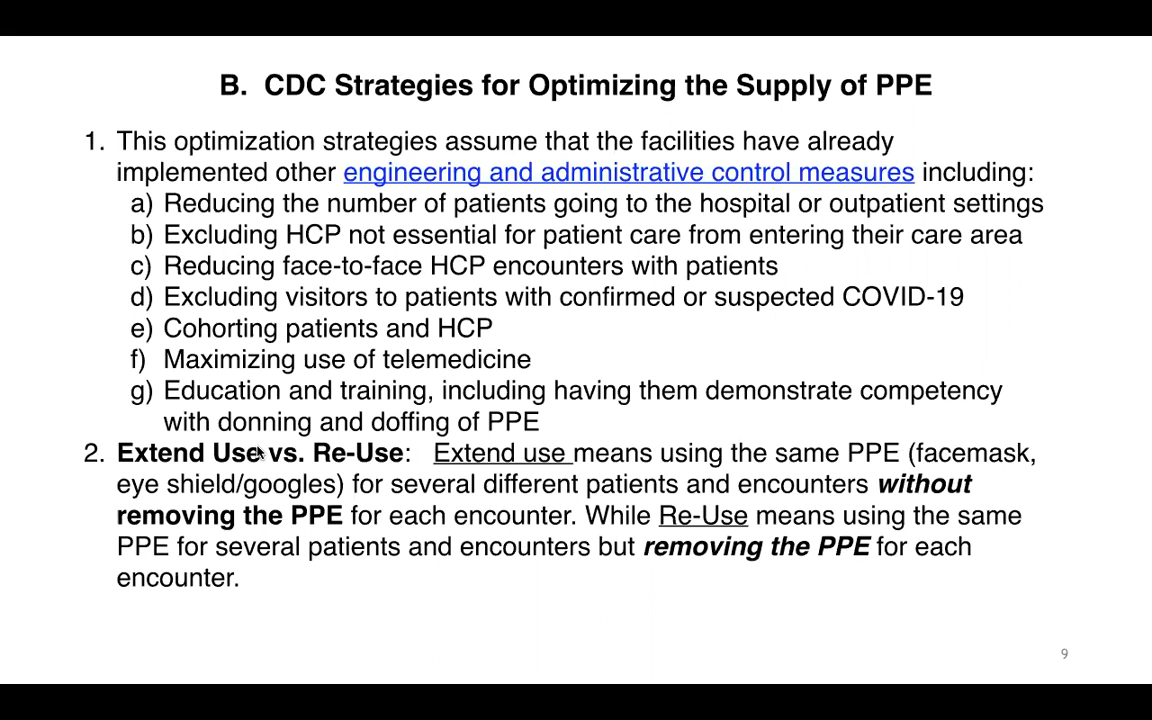 B. CDC Strategies for Optimizing the Supply of PPE
1. This optimization strategies assume that the facilities have already
implemented other engineering and administrative control measures including:
a) Reducing the number of patients going to the hospital or outpatient settings
b) Excluding HCP not essential for patient care from entering their care area
c) Reducing face-to-face HCP encounters with patients
d) Excluding visitors to patients with confirmed or suspected COVID-19
e) Cohorting patients and HCP
f) Maximizing use of telemedicine
g) Education and training, including having them demonstrate competency
with donning and doffing of PPE
2. Extend Use vs. Re-Use: Extend use means using the same PPE (facemask,
eye shield/googles) for several different patients and encounters without
removing the PPE for each encounter. While Re-Use means using the same
PPE for several patients and encounters but removing the PPE for each
encounter.
9